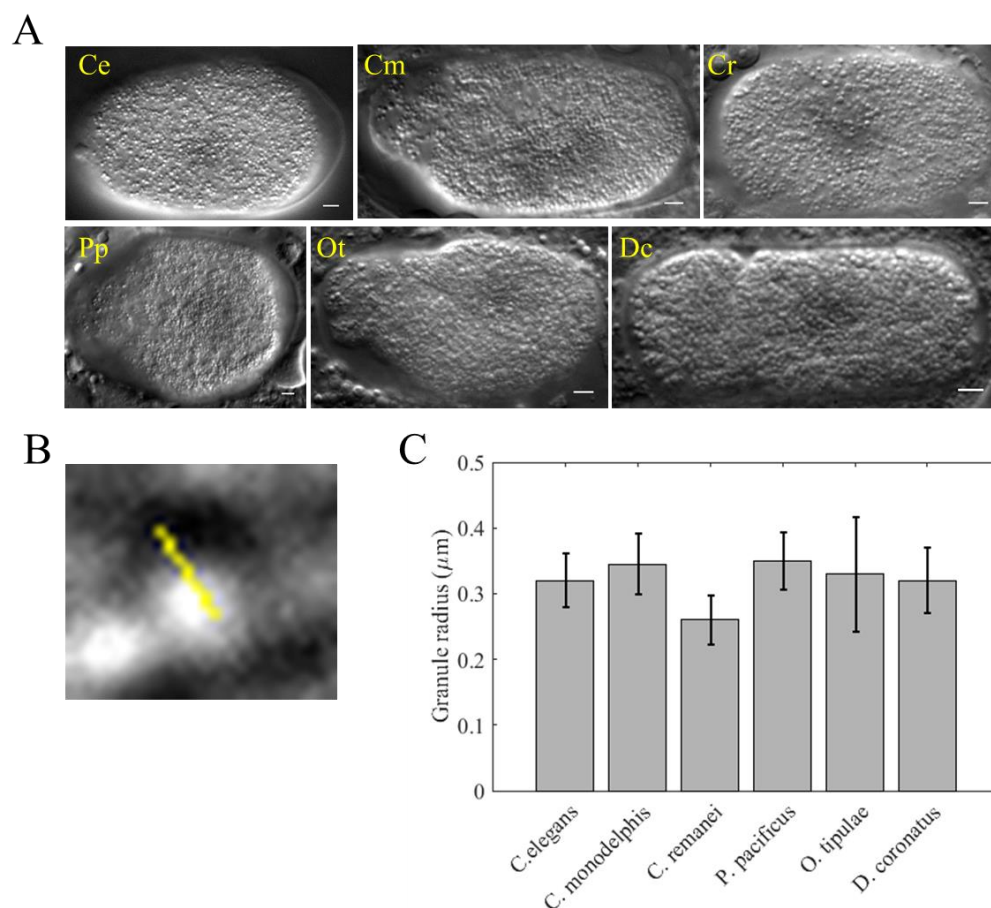 A
Ce
Cm
Cr
Pp
Ot
Dc
B
C
Granule radius (μm)
0.5
0.4
0.3
0.2
0.1
0
C.elegans
C. monodelphis
C. remanei
P. pacificus
O. tipulae
D. coronatus